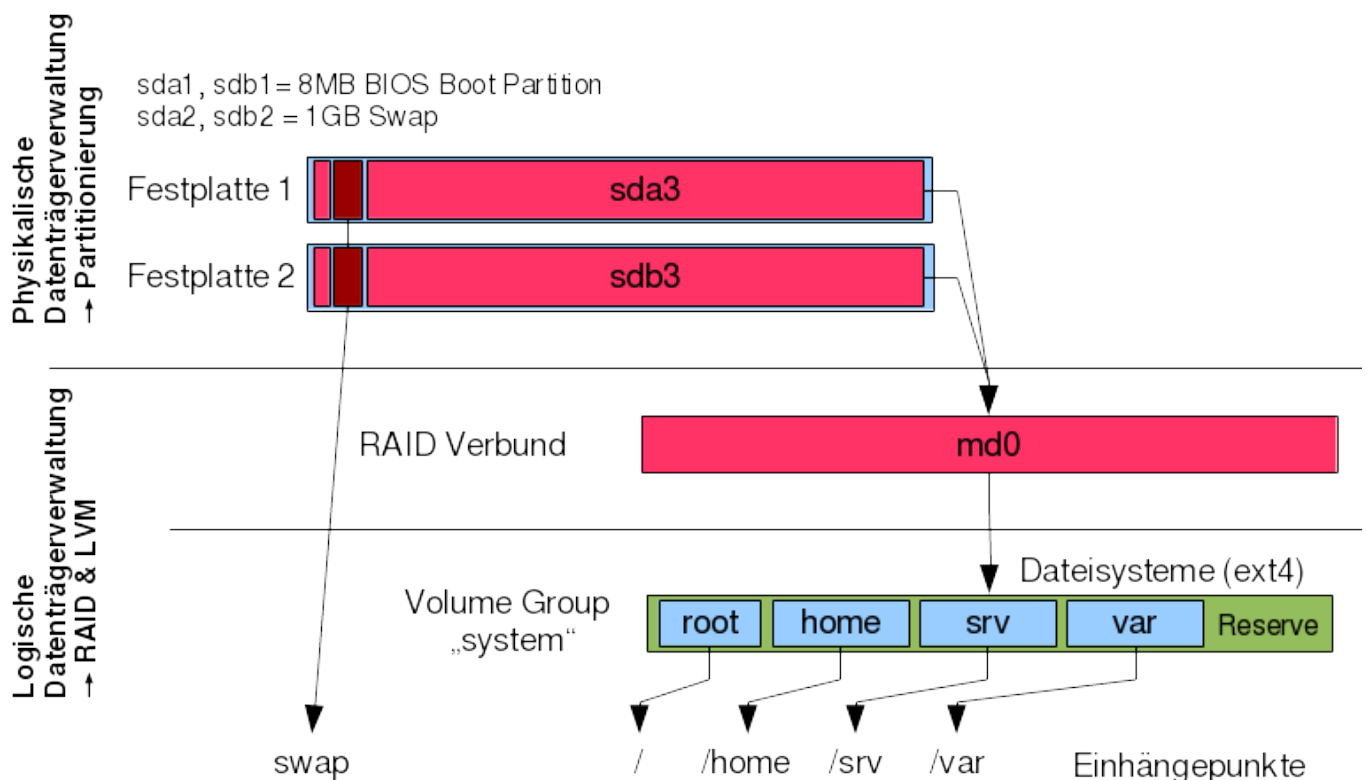 Physikalische
Datenträgerverwaltung
→ Partitionierung
sda1, sdb1 = 8MB BIOS Boot Partition
sda2, sdb2 = 1GB Swap
Festplatte 1
sda3
Festplatte 2
sdb3
Logische
Datenträgerverwaltung
→ RAID & LVM
RAID Verbund
md0
Dateisysteme (ext4)
Volume Group
„system“
root
home
srv
var
Reserve
swap
/
/home
/srv
/var
Einhängepunkte